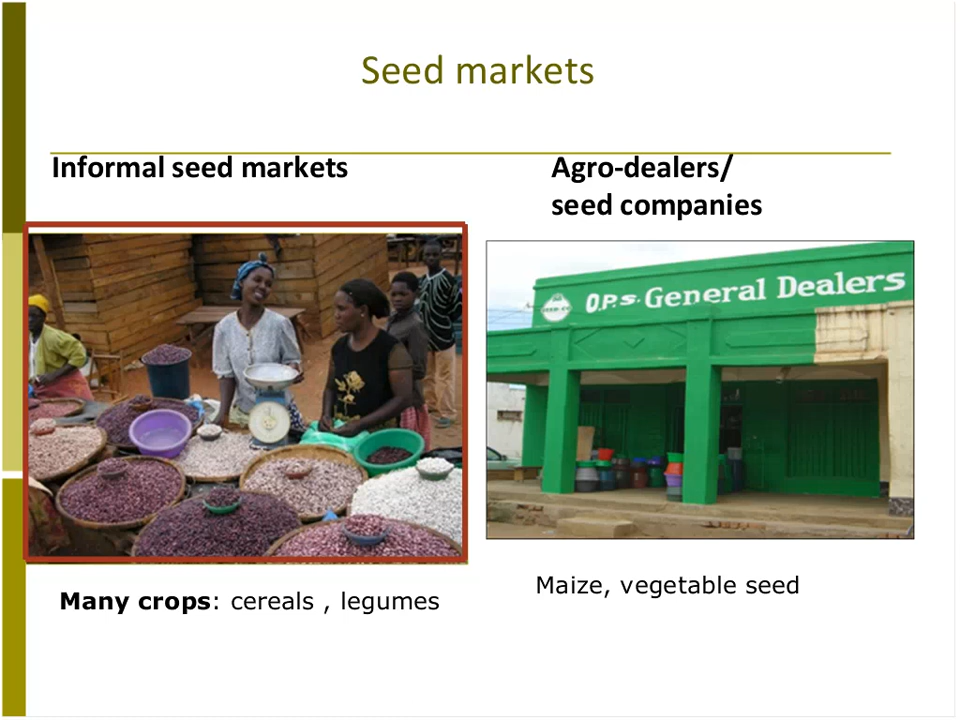 Seed markets
Informal seed markets
Agro-dealers/
seed companies
O.P.S. General Dealers
Many crops: cereals , legumes
Maize, vegetable seed